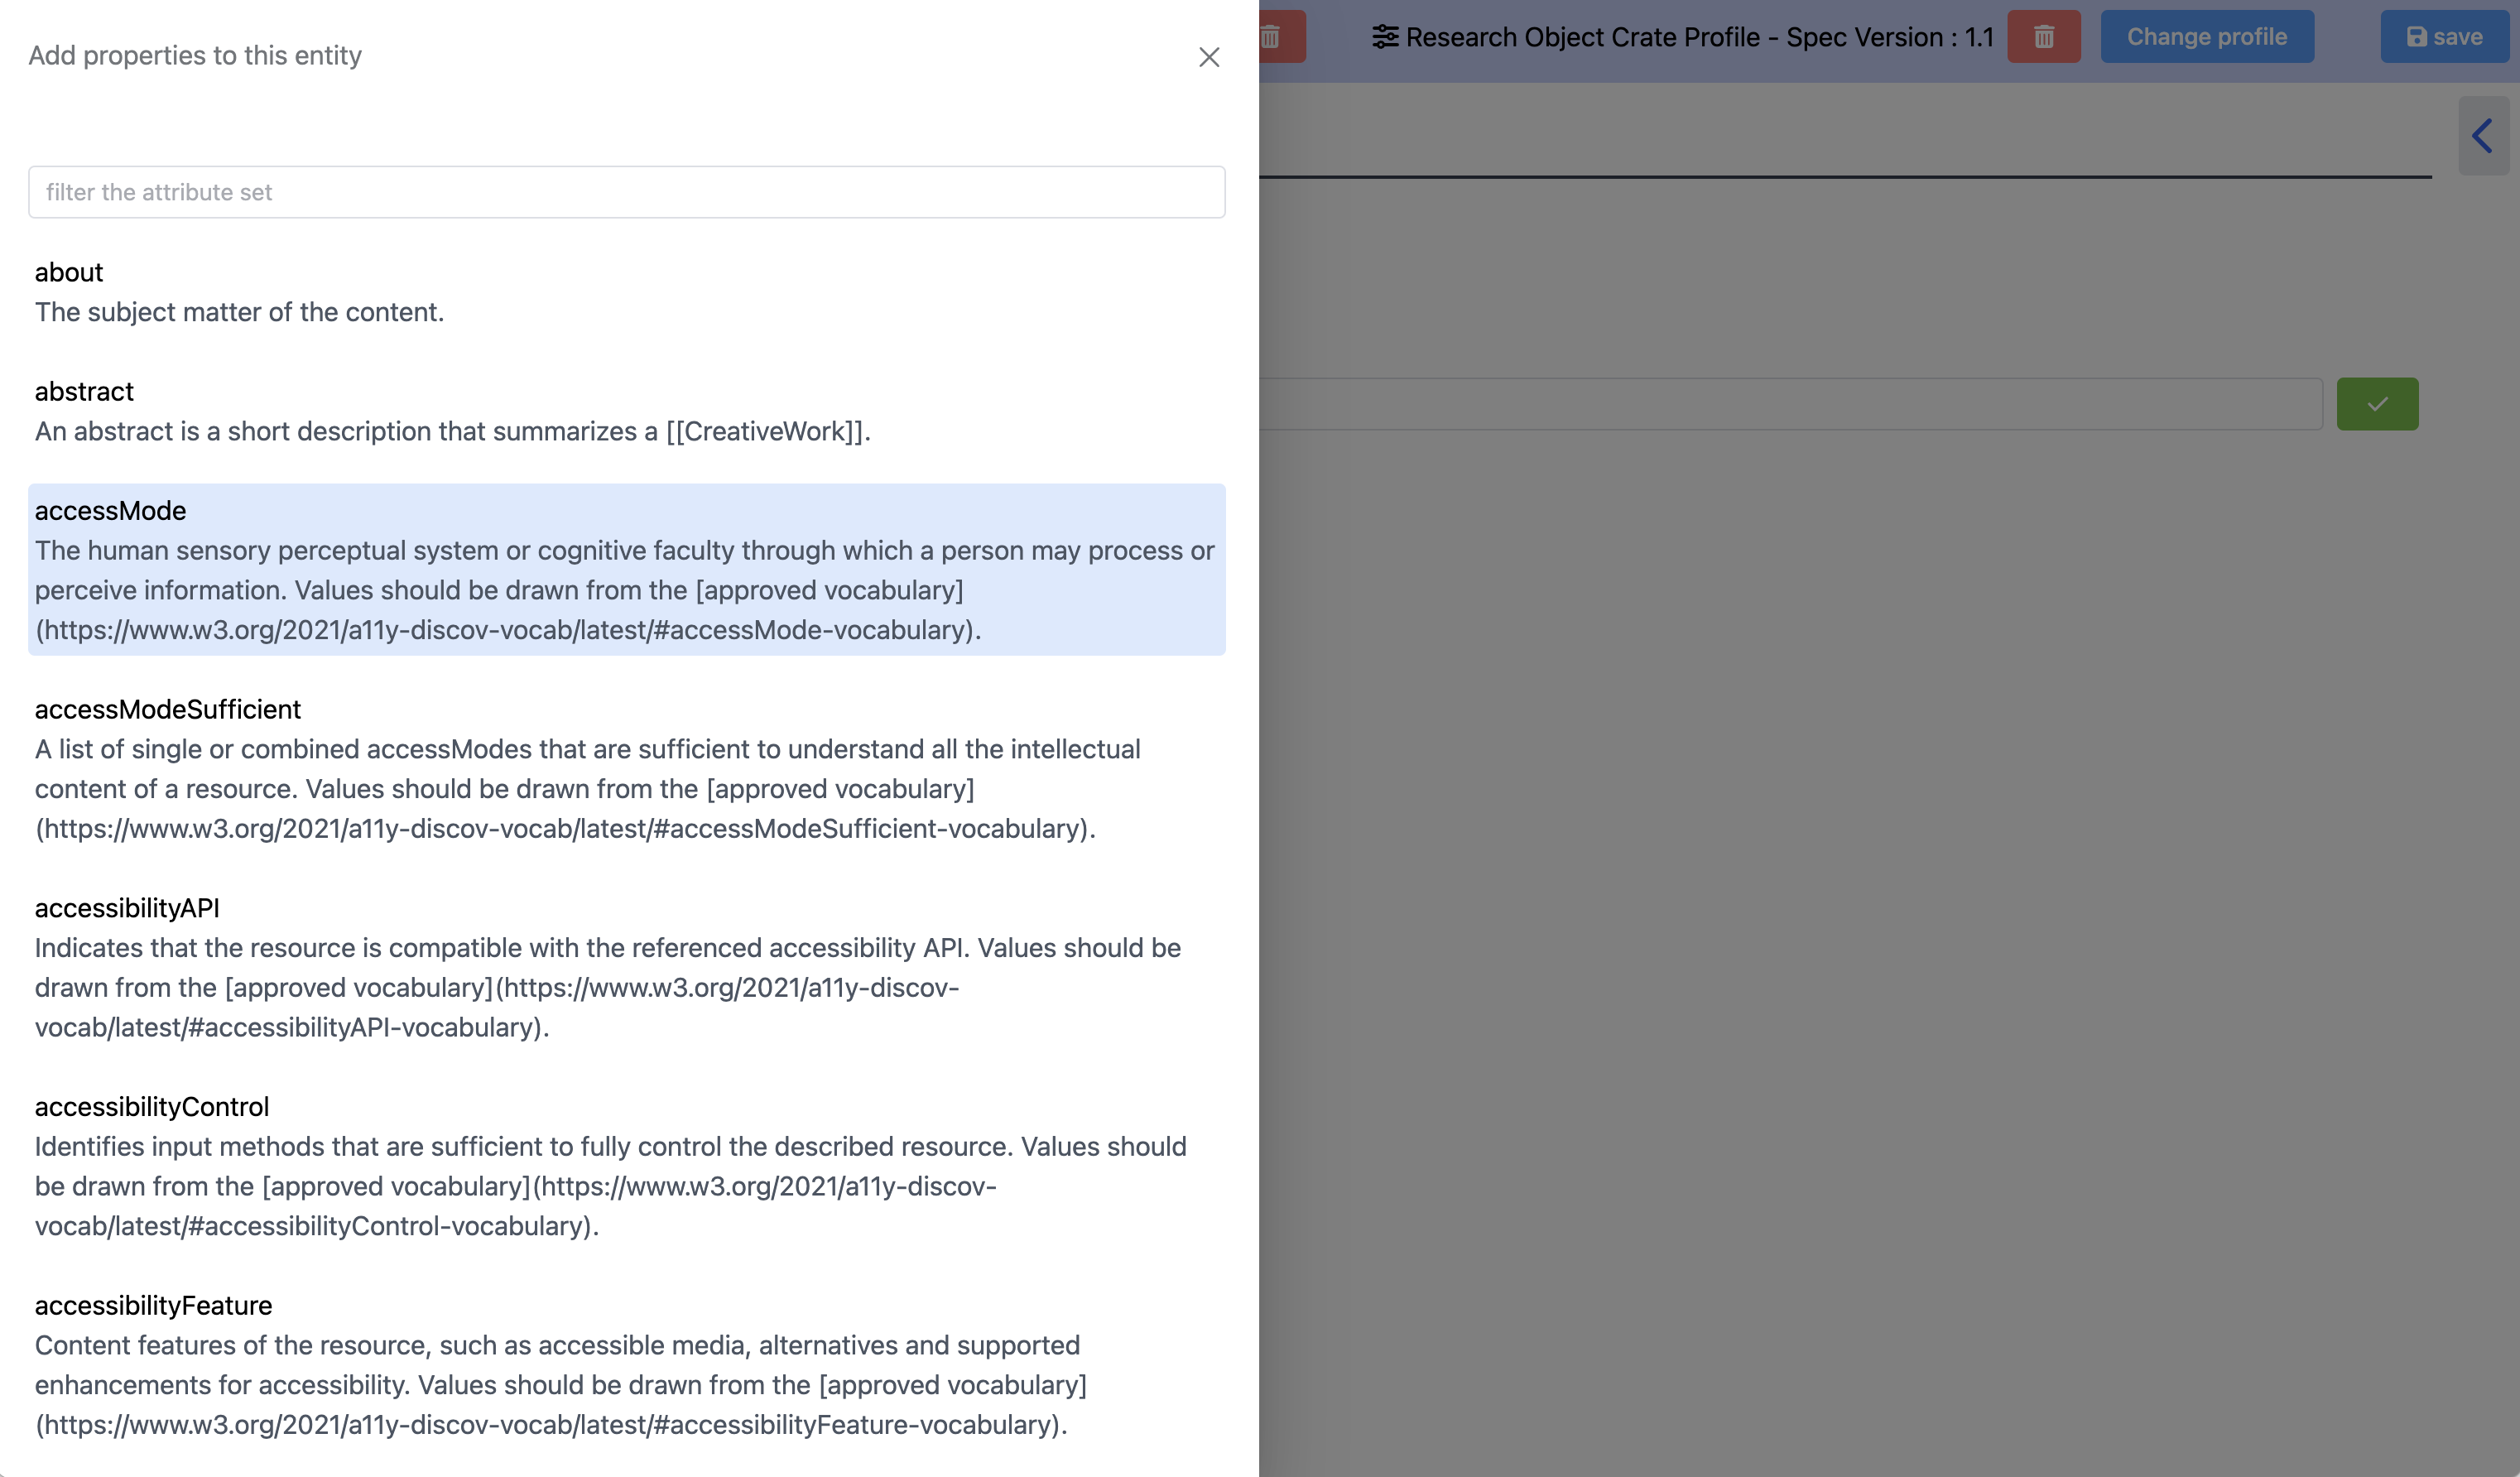 Add properties to this entity
Research Object Crate Profile - Spec Version : 1.1
Change profile
save
filter the attribute set
about
The subject matter of the content.
abstract
An abstract is a short description that summarizes a [[CreativeWork]].
accessMode
The human sensory perceptual system or cognitive faculty through which a person may process or
perceive information. Values should be drawn from the [approved vocabulary]
(https://www.w3.org/2021/a11y-discov-vocab/latest/#accessMode-vocabulary).
accessModeSufficient
A list of single or combined accessModes that are sufficient to understand all the intellectual
content of a resource. Values should be drawn from the [approved vocabulary]
(https://www.w3.org/2021/a11y-discov-vocab/latest/#accessModeSufficient-vocabulary).
accessibilityAPI
Indicates that the resource is compatible with the referenced accessibility API. Values should be
drawn from the [approved vocabulary](https://www.w3.org/2021/a11y-discov-
vocab/latest/#accessibilityAPI-vocabulary).
accessibilityControl
Identifies input methods that are sufficient to fully control the described resource. Values should
be drawn from the [approved vocabulary](https://www.w3.org/2021/a11y-discov-
vocab/latest/#accessibilityControl-vocabulary).
accessibilityFeature
Content features of the resource, such as accessible media, alternatives and supported
enhancements for accessibility. Values should be drawn from the [approved vocabulary]
(https://www.w3.org/2021/a11y-discov-vocab/latest/#accessibilityFeature-vocabulary).